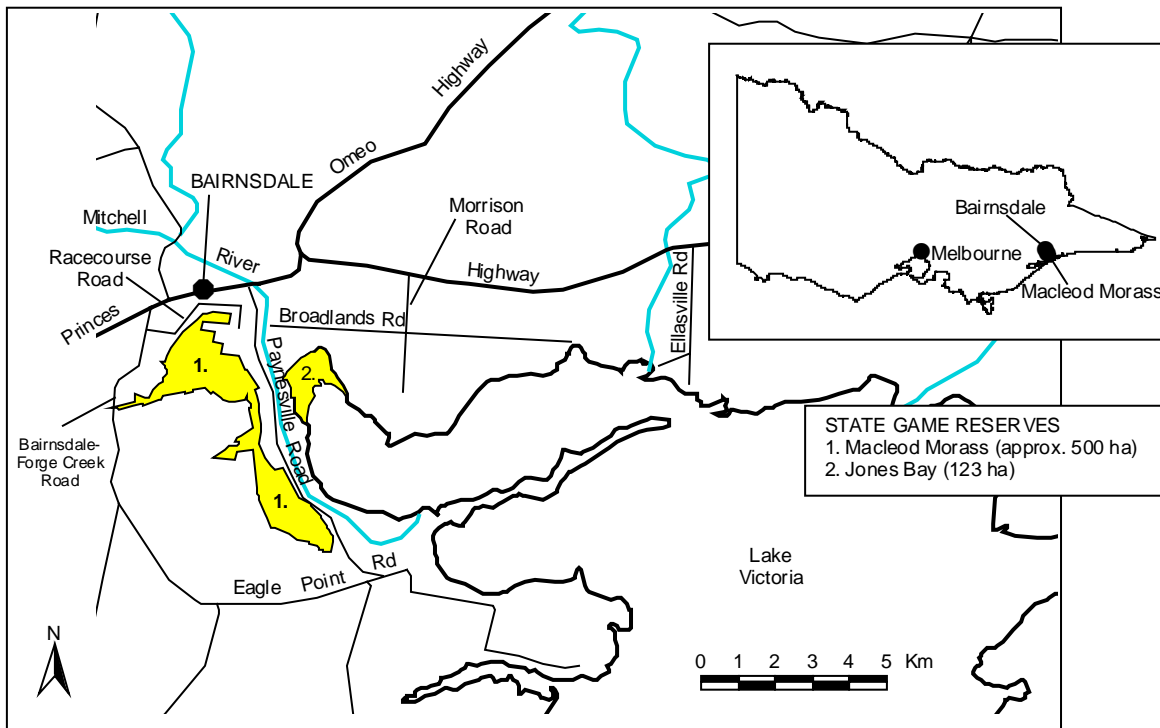 Omeo
Highway
BAIRNSDALE
Mitchell
River
Racecourse
Road
Princes
Highway
Morrison
Road
Broadlands Rd
Ellasville Rd
Paynesville Road
1.
2.
1.
Bairnsdale-
Forge Creek
Road
Eagle Point Rd
Lake
Victoria
N
0 1 2 3 4 5 Km
Bairnsdale
Melbourne
Macleod Morass
STATE GAME RESERVES
1. Macleod Morass (approx. 500 ha)
2. Jones Bay (123 ha)